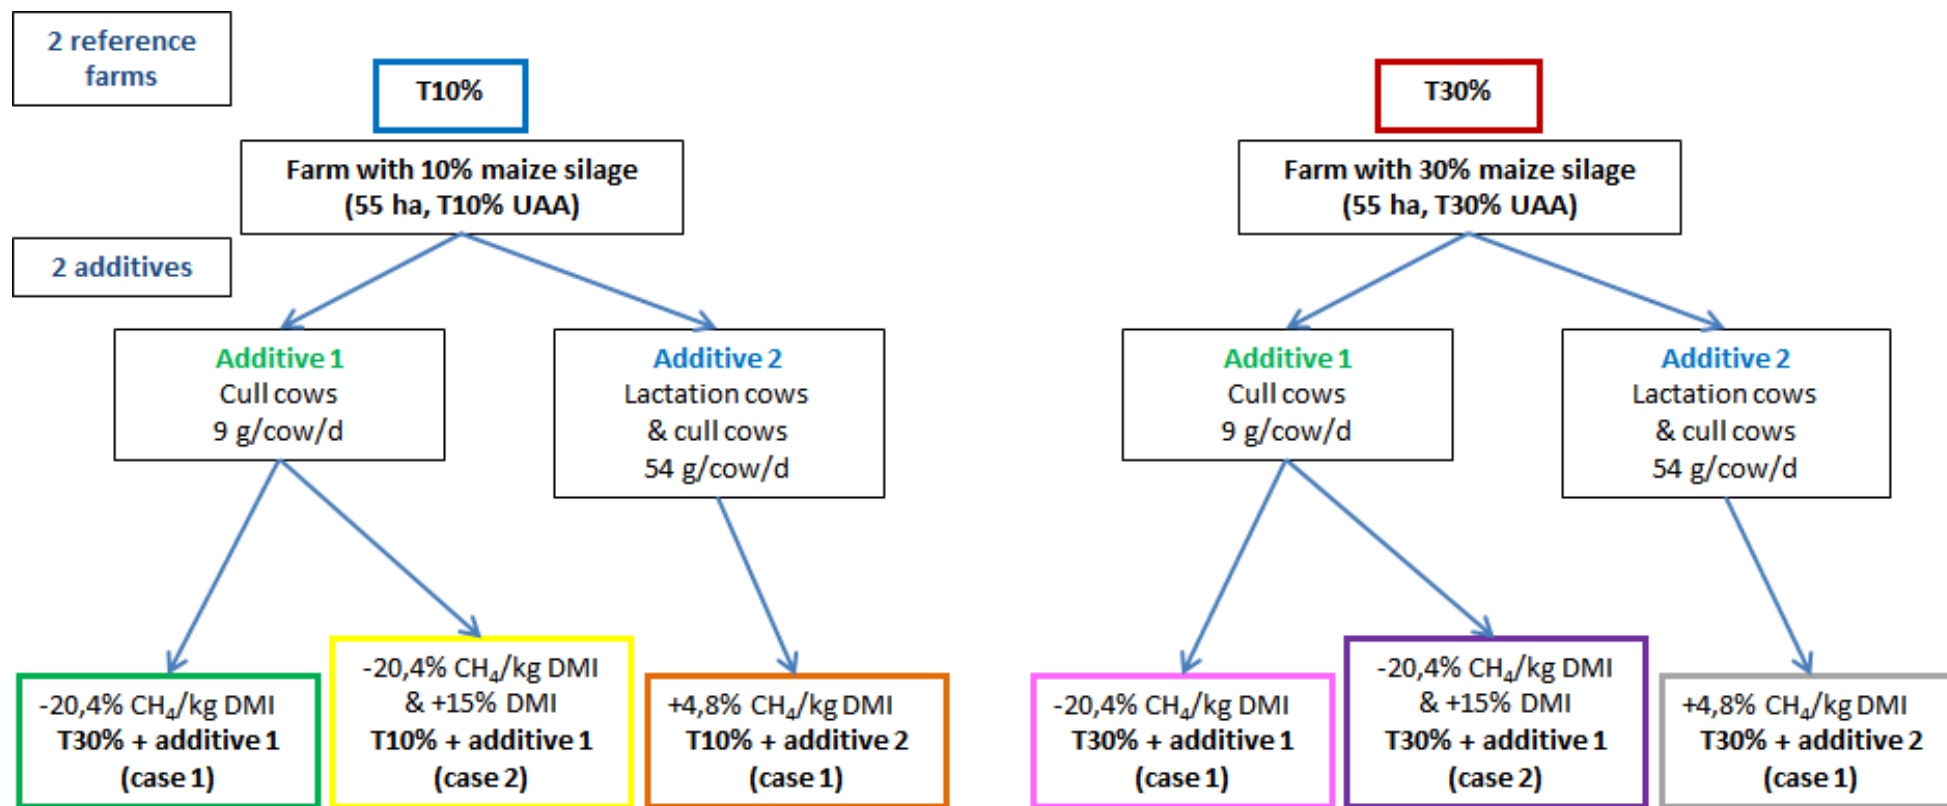 2 reference
farms
T10%
T30%
Farm with 10% maize silage
(55 ha, T10% UAA)
Farm with 30% maize silage
(55 ha, T30% UAA)
2 additives
Additive 1
Cull cows
9 g/cow/d
Additive 2
Lactation cows
& cull cows
54 g/cow/d
Additive 1
Cull cows
9 g/cow/d
Additive 2
Lactation cows
& cull cows
54 g/cow/d
-20,4% CH₄/kg DMI
T30% + additive 1
(case 1)
-20,4% CH₄/kg DMI
& +15% DMI
T10% + additive 1
(case 2)
+4,8% CH₄/kg DMI
T10% + additive 2
(case 1)
-20,4% CH₄/kg DMI
T30% + additive 1
(case 1)
-20,4% CH₄/kg DMI
& +15% DMI
T30% + additive 1
(case 2)
+4,8% CH₄/kg DMI
T30% + additive 2
(case 1)